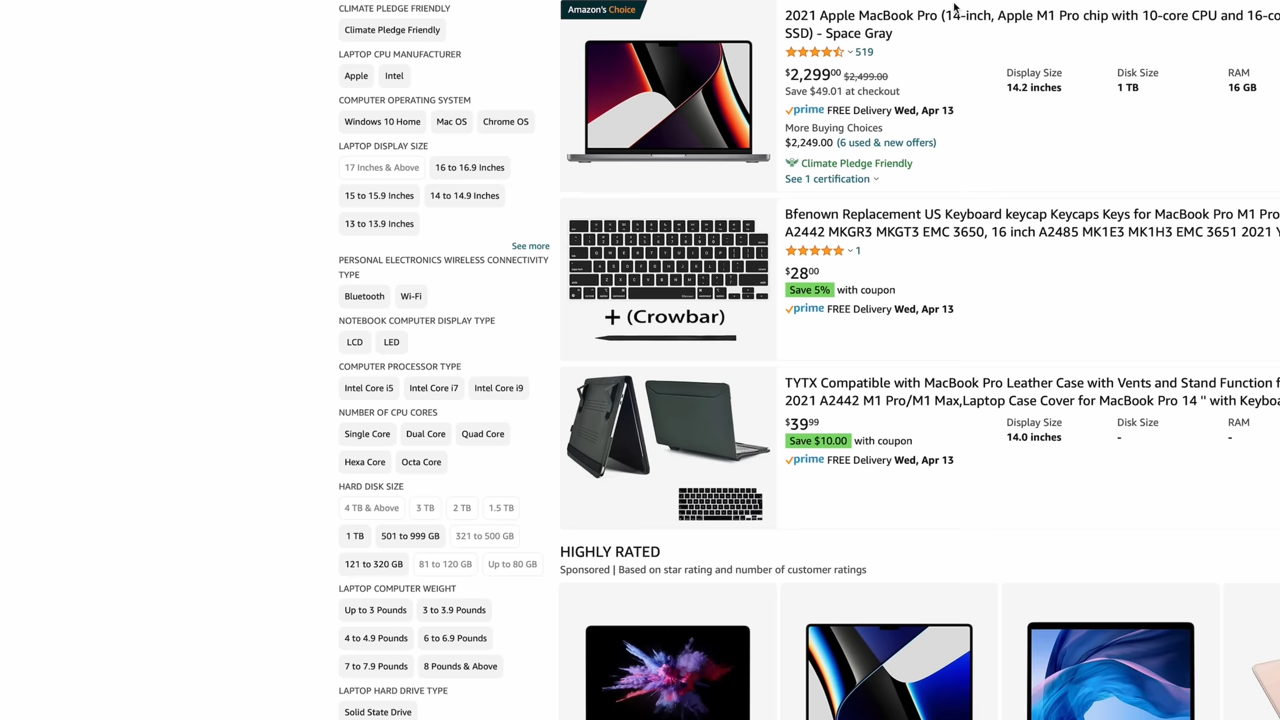 CLIMATE PLEDGE FRIENDLY
Climate Pledge Friendly
LAPTOP CPU MANUFACTURER
Apple Intel
COMPUTER OPERATING SYSTEM
Windows 10 Home Mac OS Chrome OS
LAPTOP DISPLAY SIZE
17 Inches & Above 16 to 16.9 Inches
15 to 15.9 Inches 14 to 14.9 Inches
13 to 13.9 Inches
See more
PERSONAL ELECTRONICS WIRELESS CONNECTIVITY
TYPE
Bluetooth Wi-Fi
NOTEBOOK COMPUTER DISPLAY TYPE
LCD LED
COMPUTER PROCESSOR TYPE
Intel Core i5 Intel Core i7 Intel Core i9
NUMBER OF CPU CORES
Single Core Dual Core Quad Core
Hexa Core Octa Core
HARD DISK SIZE
4 TB & Above 3 TB 2 TB 1.5 TB
1 TB 501 to 999 GB 321 to 500 GB
121 to 320 GB 81 to 120 GB Up to 80 GB
LAPTOP COMPUTER WEIGHT
Up to 3 Pounds 3 to 3.9 Pounds
4 to 4.9 Pounds 6 to 6.9 Pounds
7 to 7.9 Pounds 8 Pounds & Above
LAPTOP HARD DRIVE TYPE
Solid State Drive
Amazon's Choice
2021 Apple MacBook Pro (14-inch, Apple M1 Pro chip with 10-core CPU and 16-co
SSD) - Space Gray
519
$2,29900 $2,499.00
Save $49.01 at checkout
prime FREE Delivery Wed, Apr 13
More Buying Choices
$2,249.00 (6 used & new offers)
Climate Pledge Friendly
See 1 certification
Display Size Disk Size RAM
14.2 inches 1 TB 16 GB
+ (Crowbar)
Bfenown Replacement US Keyboard keycap Keycaps Keys for MacBook Pro M1 Pro
A2442 MKGR3 MKGT3 EMC 3650, 16 inch A2485 MK1E3 MK1H3 EMC 3651 2021 Y
1
$2800
Save 5% with coupon
prime FREE Delivery Wed, Apr 13
TYTX Compatible with MacBook Pro Leather Case with Vents and Stand Function f
2021 A2442 M1 Pro/M1 Max,Laptop Case Cover for MacBook Pro 14 '' with Keyboa
$3999
Save $10.00 with coupon
prime FREE Delivery Wed, Apr 13
Display Size Disk Size RAM
14.0 inches - -
HIGHLY RATED
Sponsored | Based on star rating and number of customer ratings